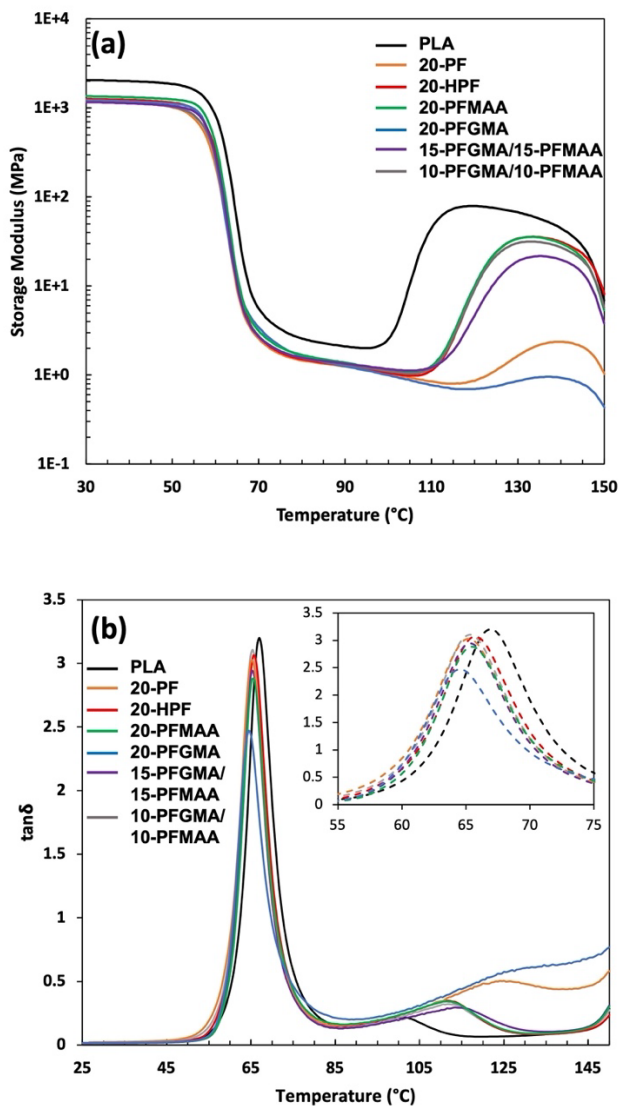 (a)
PLA
20-PF
20-HPF
20-PFMAA
20-PFGMA
15-PFGMA/15-PFMAA
10-PFGMA/10-PFMAA
Storage Modulus (MPa)
1E+4
1E+3
1E+2
1E+1
1E+0
1E-1
30 50 70 90 110 130 150
Temperature (°C)
(b)
PLA
20-PF
20-HPF
20-PFMAA
20-PFGMA
15-PFGMA/
15-PFMAA
10-PFGMA/
10-PFMAA
tanδ
3.5
3
2.5
2
1.5
1
0.5
0
25 45 65 85 105 125 145
Temperature (°C)
3.5
3
2.5
2
1.5
1
0.5
0
55 60 65 70 75